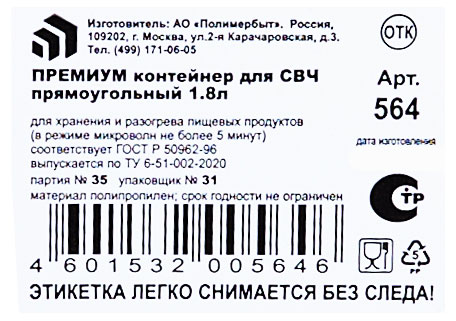 Изготовитель: АО «Полимербыт». Россия,
109202, г. Москва, ул.2-я Карачаровская, д.3.
Тел. (499) 171-06-05
ОТК
ПРЕМИУМ контейнер для СВЧ
прямоугольный 1.8л
Арт.
564
для хранения и разогрева пищевых продуктов
(в режиме микроволн не более 5 минут)
соответствует ГОСТ Р 50962-96
выпускается по ТУ 6-51-002-2020
дата изготовления
партия № 35 упаковщик № 31
материал полипропилен; срок годности не ограничен
СТР
5
PP
4 601532 005646
ЭТИКЕТКА ЛЕГКО СНИМАЕТСЯ БЕЗ СЛЕДА!